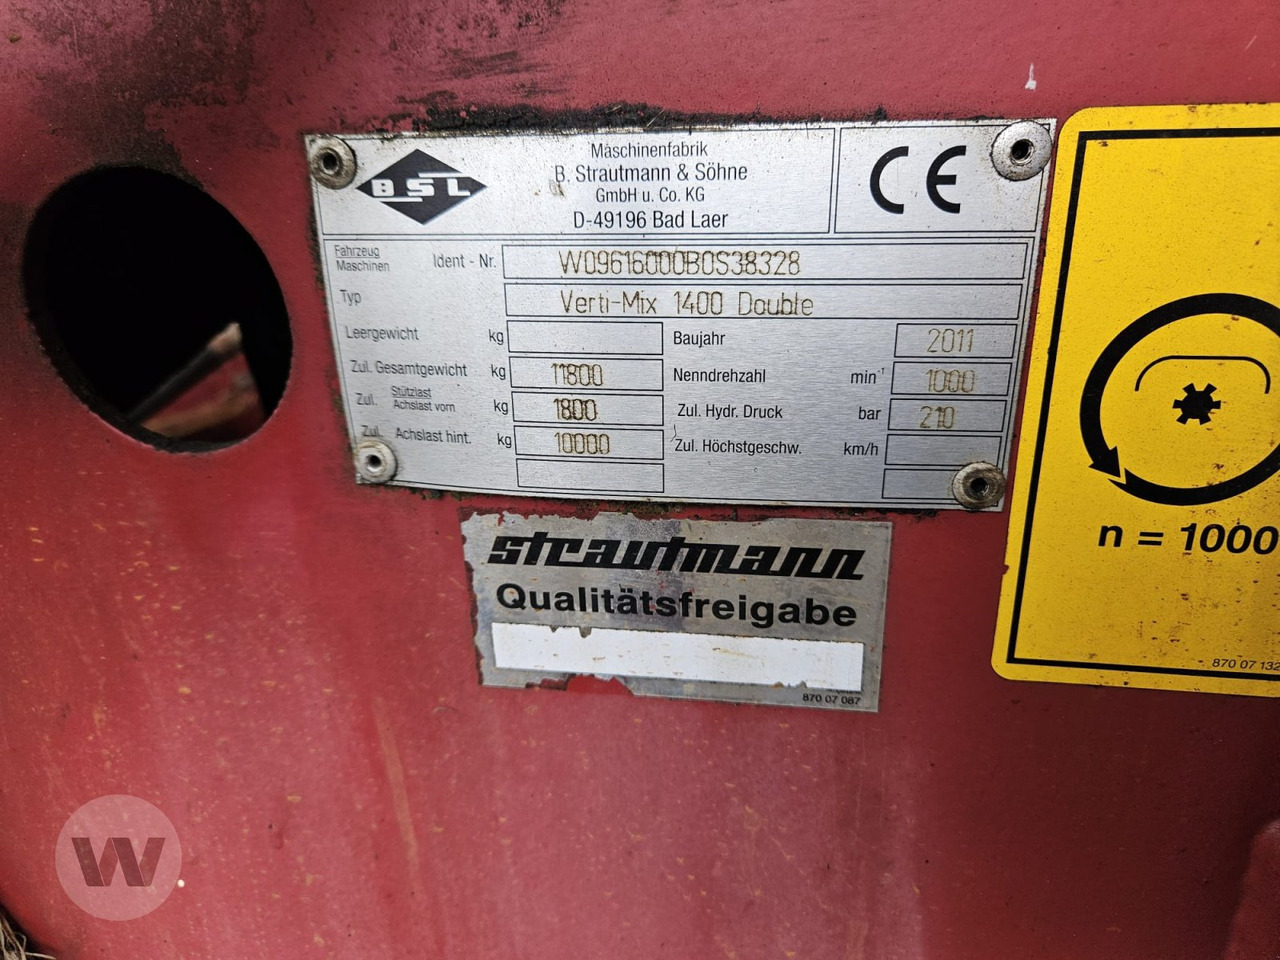 BSL
Maschinenfabrik
B. Strautmann & Söhne
GmbH u. Co. KG
D-49196 Bad Laer
CE
Fahrzeug
Maschinen
Ident - Nr.
W09616000B0S38328
Typ
Verti-Mix 1400 Double
Leergewicht kg
Baujahr 2011
Zul. Gesamtgewicht kg 11800
Nenndrehzahl min-1 1000
Zul. Stützlast
Achslast vorn kg 1800
Zul. Hydr. Druck bar 210
Zul. Achslast hint. kg 10000
Zul. Höchstgeschw. km/h
strautmann
Qualitätsfreigabe
870 07 087
n = 1000
870 07 132
W